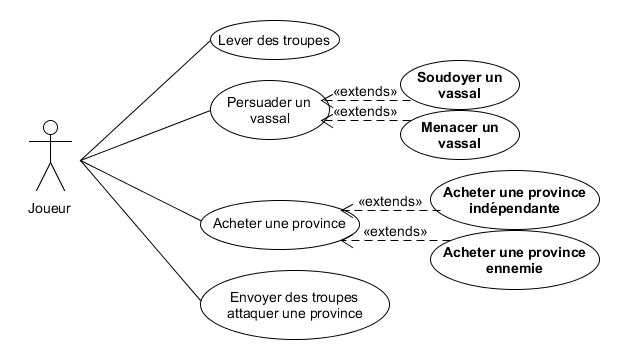 Lever des troupes
Persuader un
vassal
«extends»
«extends»
Soudoyer un
vassal
Menacer un
vassal
Joueur
Acheter une province
«extends»
«extends»
Acheter une province
indépendante
Acheter une province
ennemie
Envoyer des troupes
attaquer une province